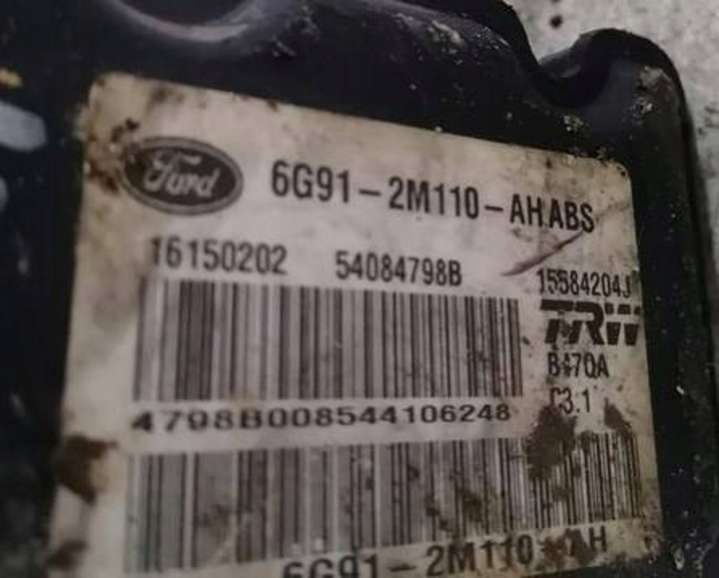 Ford 6G91-2M110-AH ABS
16150202 54084798B 15584204J
TRW
B470A
C3.1
4798B008544106248
6G91-2M110-AH